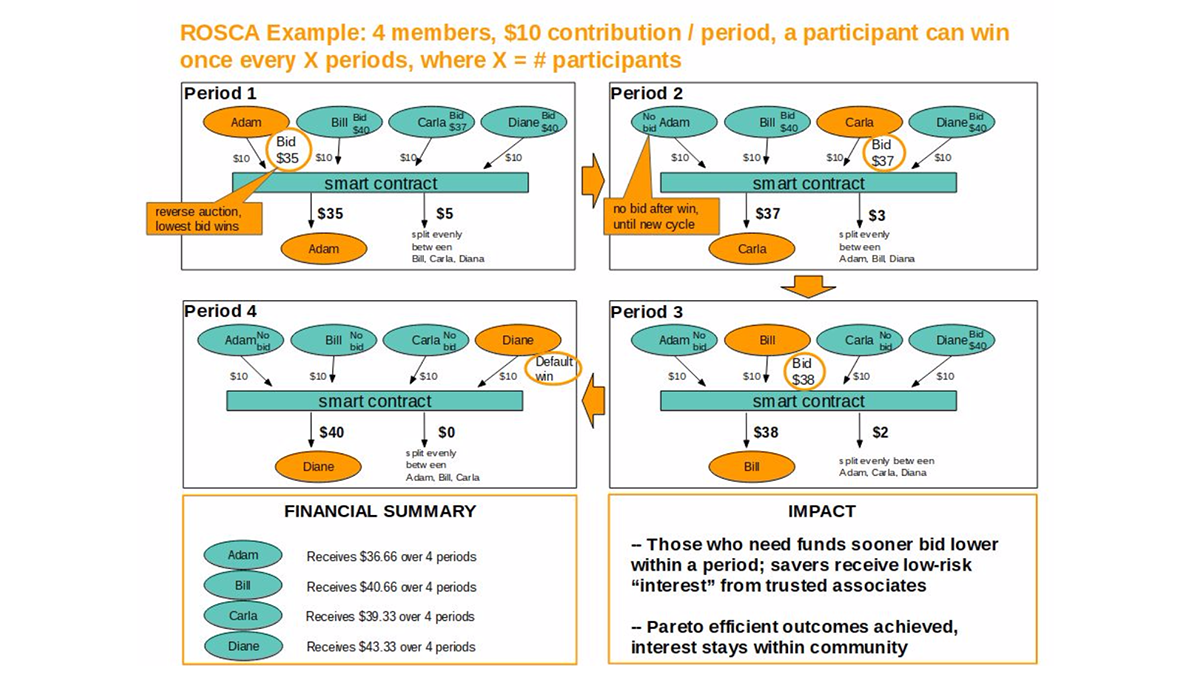 ROSCA Example: 4 members, $10 contribution / period, a participant can win
once every X periods, where X = # participants
Period 1
Adam
Bill Bid $40
Carla Bid $37
Diane Bid $40
Bid
$35
$10
$10
$10
$10
smart contract
reverse auction,
lowest bid wins
$35
$5
split evenly
between
Bill, Carla, Diana
Adam
Period 2
No bid Adam
Bill Bid $40
Carla
Diane Bid $40
Bid
$37
$10
$10
$10
$10
smart contract
no bid after win,
until new cycle
$37
$3
split evenly
between
Adam, Bill, Diana
Carla
Period 4
Adam No bid
Bill No bid
Carla No bid
Diane
Default
win
$10
$10
$10
$10
smart contract
$40
$0
split evenly
between
Adam, Bill, Carla
Diane
Period 3
Adam No bid
Bill
Carla No bid
Diane Bid $40
Bid
$38
$10
$10
$10
$10
smart contract
$38
$2
split evenly between
Adam, Carla, Diana
Bill
FINANCIAL SUMMARY
Adam Receives $36.66 over 4 periods
Bill Receives $40.66 over 4 periods
Carla Receives $39.33 over 4 periods
Diane Receives $43.33 over 4 periods
IMPACT
-- Those who need funds sooner bid lower
within a period; savers receive low-risk
“interest” from trusted associates
-- Pareto efficient outcomes achieved,
interest stays within community